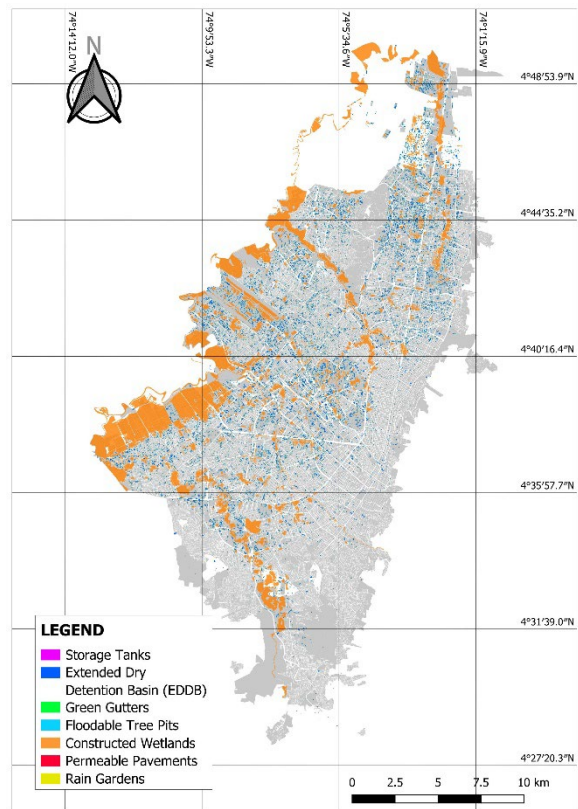 74°14'12.0"W
74°9'53.3"W
74°5'34.6"W
74°1'15.9"W
N
4°48'53.9"N
4°44'35.2"N
4°40'16.4"N
4°35'57.7"N
4°31'39.0"N
4°27'20.3"N
LEGEND
Storage Tanks
Extended Dry
Detention Basin (EDDB)
Green Gutters
Floodable Tree Pits
Constructed Wetlands
Permeable Pavements
Rain Gardens
0 2.5 5 7.5 10 km